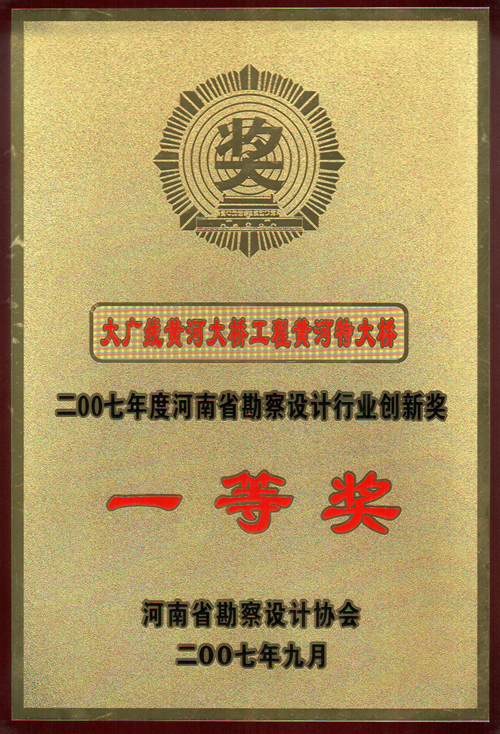 奖
大广线黄河大桥工程黄河特大桥
二00七年度河南省勘察设计行业创新奖
一等奖
河南省勘察设计协会
二00七年九月